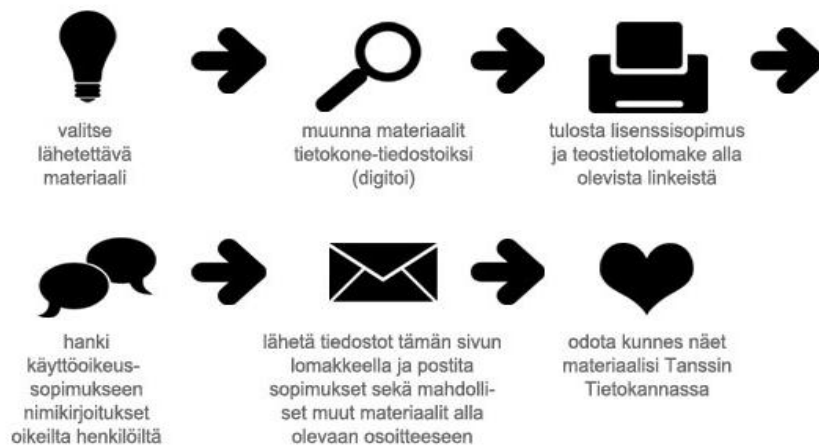 valitse
lähetettävä
materiaali
muunna materiaalit
tietokone-tiedostoiksi
(digitoi)
tulosta lisenssisopimus
ja teostietolomake alla
olevista linkeistä
hanki
käyttöoikeus-
sopimukseen
nimikirjoitukset
oikeilta henkilöiltä
lähetä tiedostot tämän sivun
lomakkeella ja postita
sopimukset sekä mahdolli-
set muut materiaalit alla
olevaan osoitteeseen
odota kunnes näet
materiaalisi Tanssin
Tietokannassa